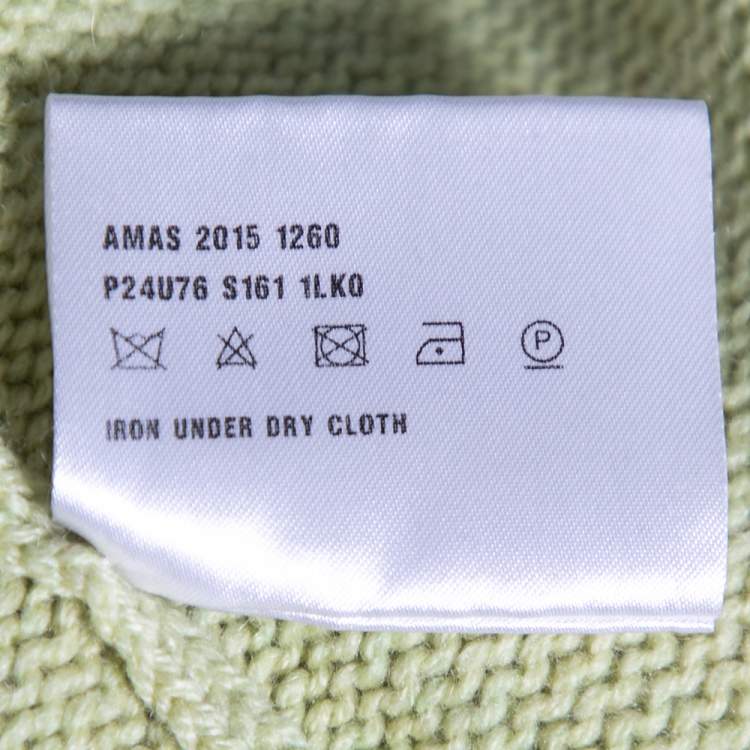 AMAS 2015 1260
P24U76 S161 1LK0
P
IRON UNDER DRY CLOTH